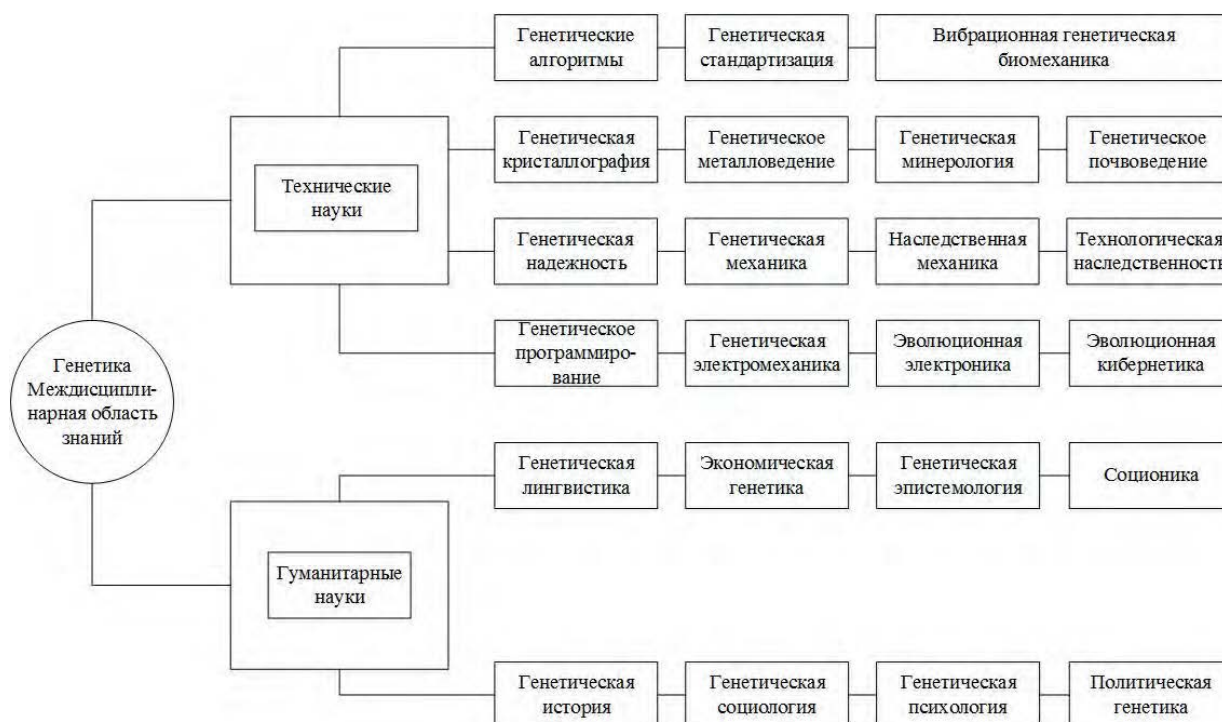 Генетические
алгоритмы
Генетическая
стандартизация
Вибрационная генетическая
биомеханика
Генетическая
кристаллография
Генетическое
металловедение
Генетическая
минерология
Генетическое
почвоведение
Технические
науки
Генетическая
надежность
Генетическая
механика
Наследственная
механика
Технологическая
наследственность
Генетическое
программиро-
вание
Генетическая
электромеханика
Эволюционная
электроника
Эволюционная
кибернетика
Генетика
Междисципли-
нарная область
знаний
Генетическая
лингвистика
Экономическая
генетика
Генетическая
эпистемология
Соционика
Гуманитарные
науки
Генетическая
история
Генетическая
социология
Генетическая
психология
Политическая
генетика